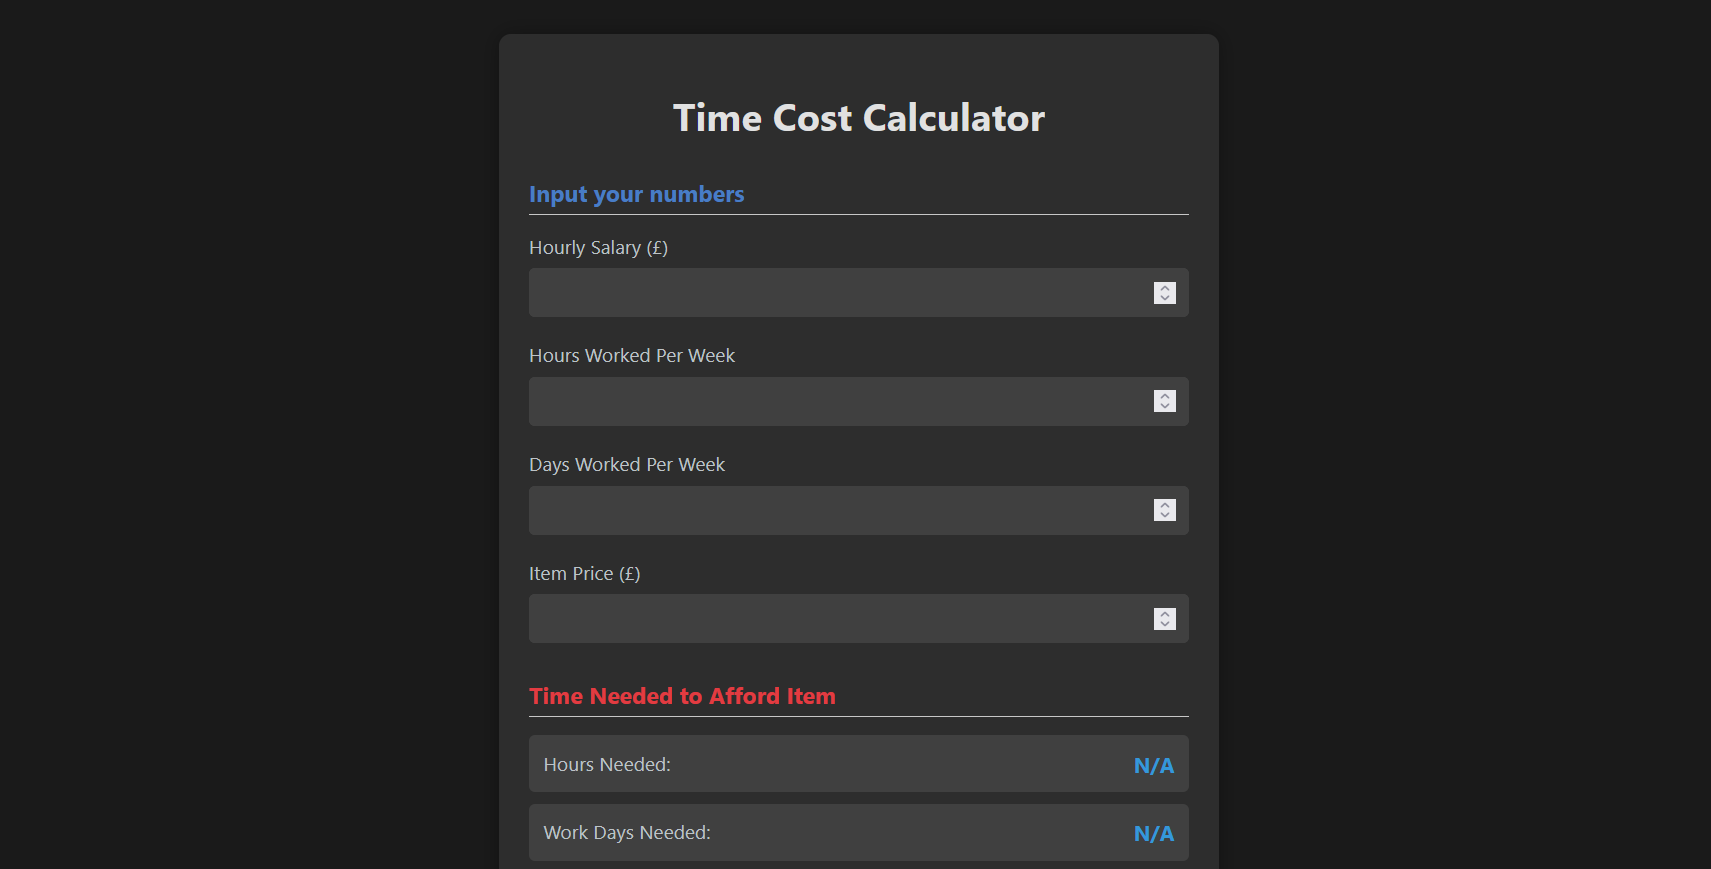 Time Cost Calculator
Input your numbers
Hourly Salary (£)
Hours Worked Per Week
Days Worked Per Week
Item Price (£)
Time Needed to Afford Item
Hours Needed: N/A
Work Days Needed: N/A